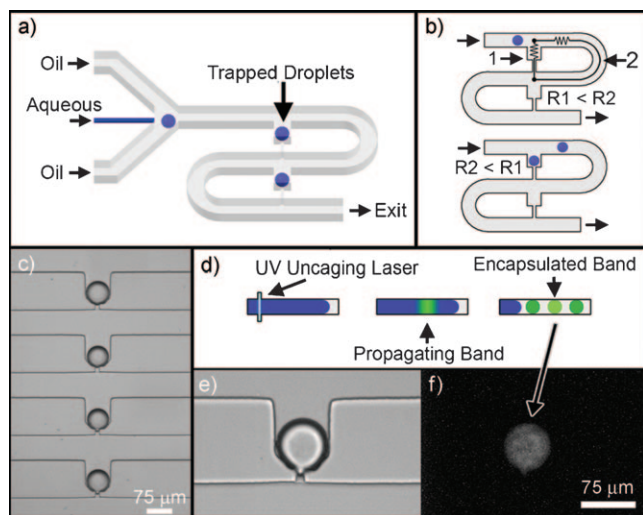 a)
Oil
Aqueous
Oil
Trapped Droplets
Exit
b)
1
2
R1 < R2
R2 < R1
c)
75 μm
d)
UV Uncaging Laser
Encapsulated Band
Propagating Band
e)
f)
75 μm